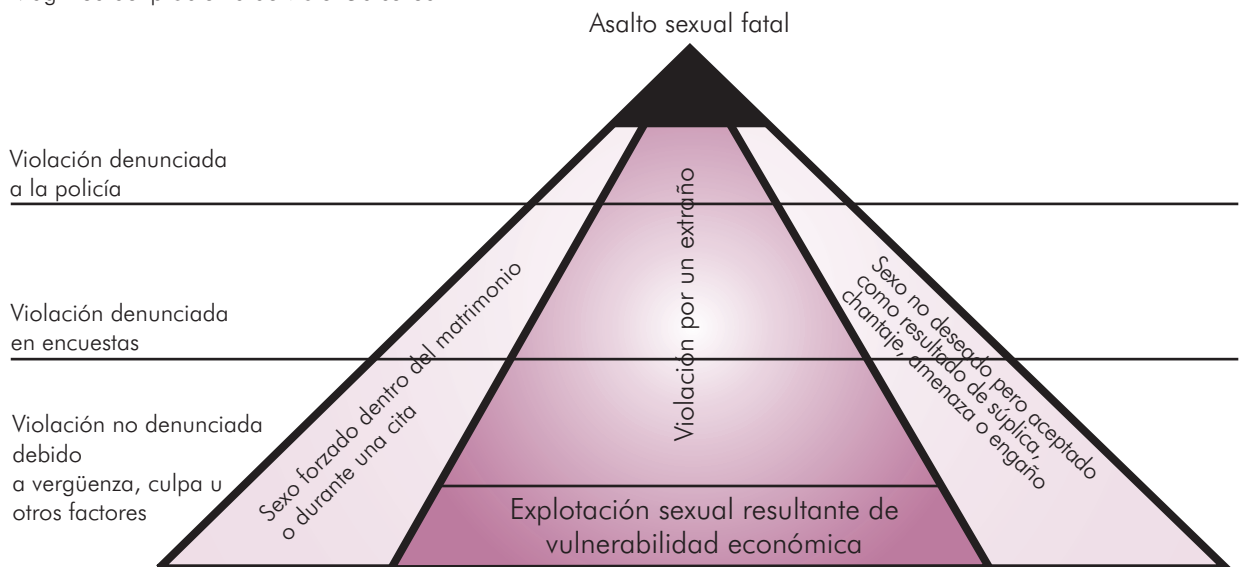 Asalto sexual fatal
Violación denunciada
a la policía
Violación denunciada
en encuestas
Violación no denunciada
debido
a vergüenza, culpa u
otros factores
Sexo forzado dentro del matrimonio
o durante una cita
Violación por un extraño
Sexo no deseado pero aceptado
como resultado de súplica,
chantaje, amenaza o engaño
Explotación sexual resultante de
vulnerabilidad económica